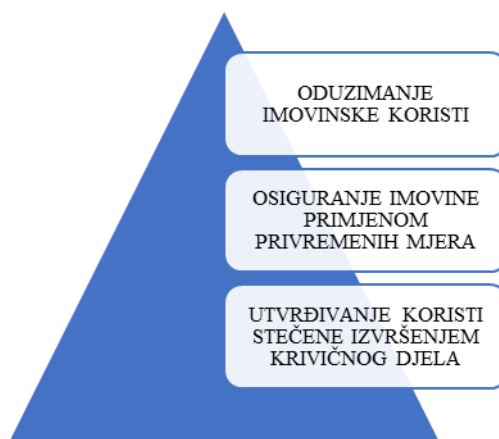 ODUZIMANJE
IMOVINSKE KORISTI
OSIGURANJE IMOVINE
PRIMJENOM
PRIVREMENIH MJERA
UTVRĐIVANJE KORISTI
STEČENE IZVRŠENJEM
KRIVIČNOG DJELA